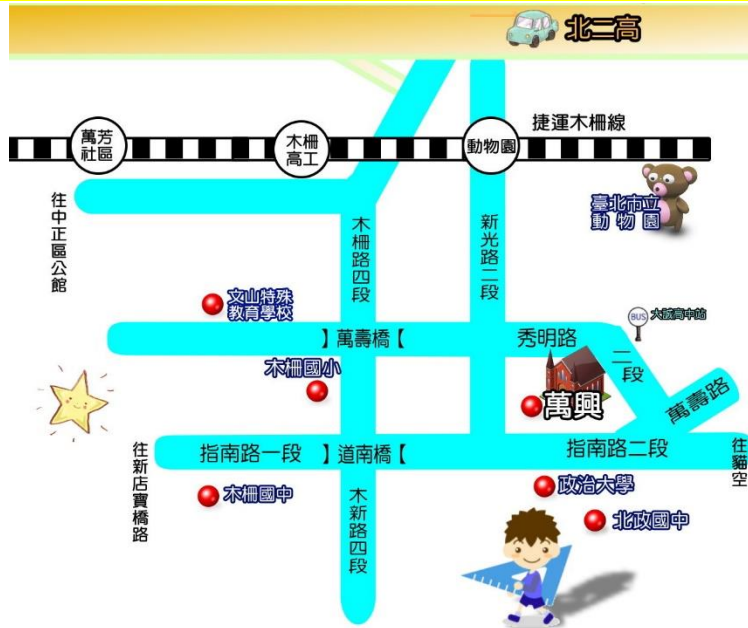 北二高
捷運木柵線
萬芳
社區
木柵
高工
動物園
臺北市立
動物園
往中正區公館
木柵路四段
新光路二段
文山特殊
教育學校
】萬壽橋【
秀明路
二段
BUS
大誠高中站
木柵國小
萬興
萬壽路
往新店寶橋路
指南路一段
】道南橋【
指南路二段
往貓空
木柵國中
木新路四段
政治大學
北政國中